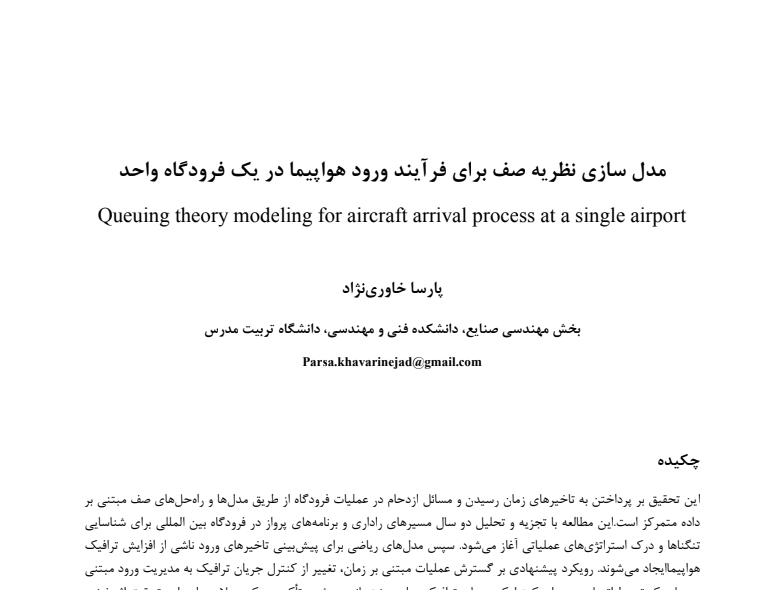 مدل سازی نظریه صف برای فرآیند ورود هواپیما در یک فرودگاه واحد
Queuing theory modeling for aircraft arrival process at a single airport
پارسا خاوری‌نژاد
بخش مهندسی صنایع، دانشکده فنی و مهندسی، دانشگاه تربیت مدرس
Parsa.khavarinejad@gmail.com
چکیده
این تحقیق بر پرداختن به تاخیرهای زمان رسیدن و مسائل ازدحام در عملیات فرودگاه از طریق مدل‌ها و راه‌حل‌های صف مبتنی بر
داده متمرکز است.این مطالعه با تجزیه و تحلیل دو سال مسیرهای راداری و برنامه‌های پرواز در فرودگاه بین المللی برای شناسایی
تنگناها و درک استراتژی‌های عملیاتی آغاز می‌شود. سپس مدل‌های ریاضی برای پیش‌بینی تاخیرهای ورود ناشی از افزایش ترافیک
هواپیماایجاد می‌شوند. رویکرد پیشنهادی بر گسترش عملیات مبتنی بر زمان، تغییر از کنترل جریان ترافیک به مدیریت ورود مبتنی